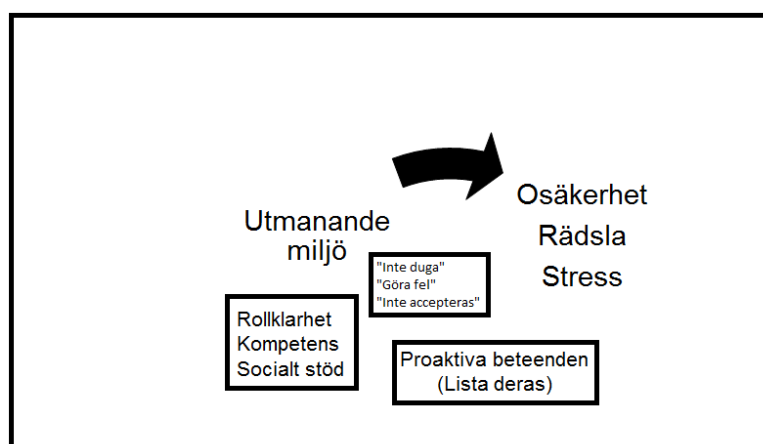 Utmanande
miljö
Osäkerhet
Rädsla
Stress
"Inte duga"
"Göra fel"
"Inte accepteras"
Rollklarhet
Kompetens
Socialt stöd
Proaktiva beteenden
(Lista deras)